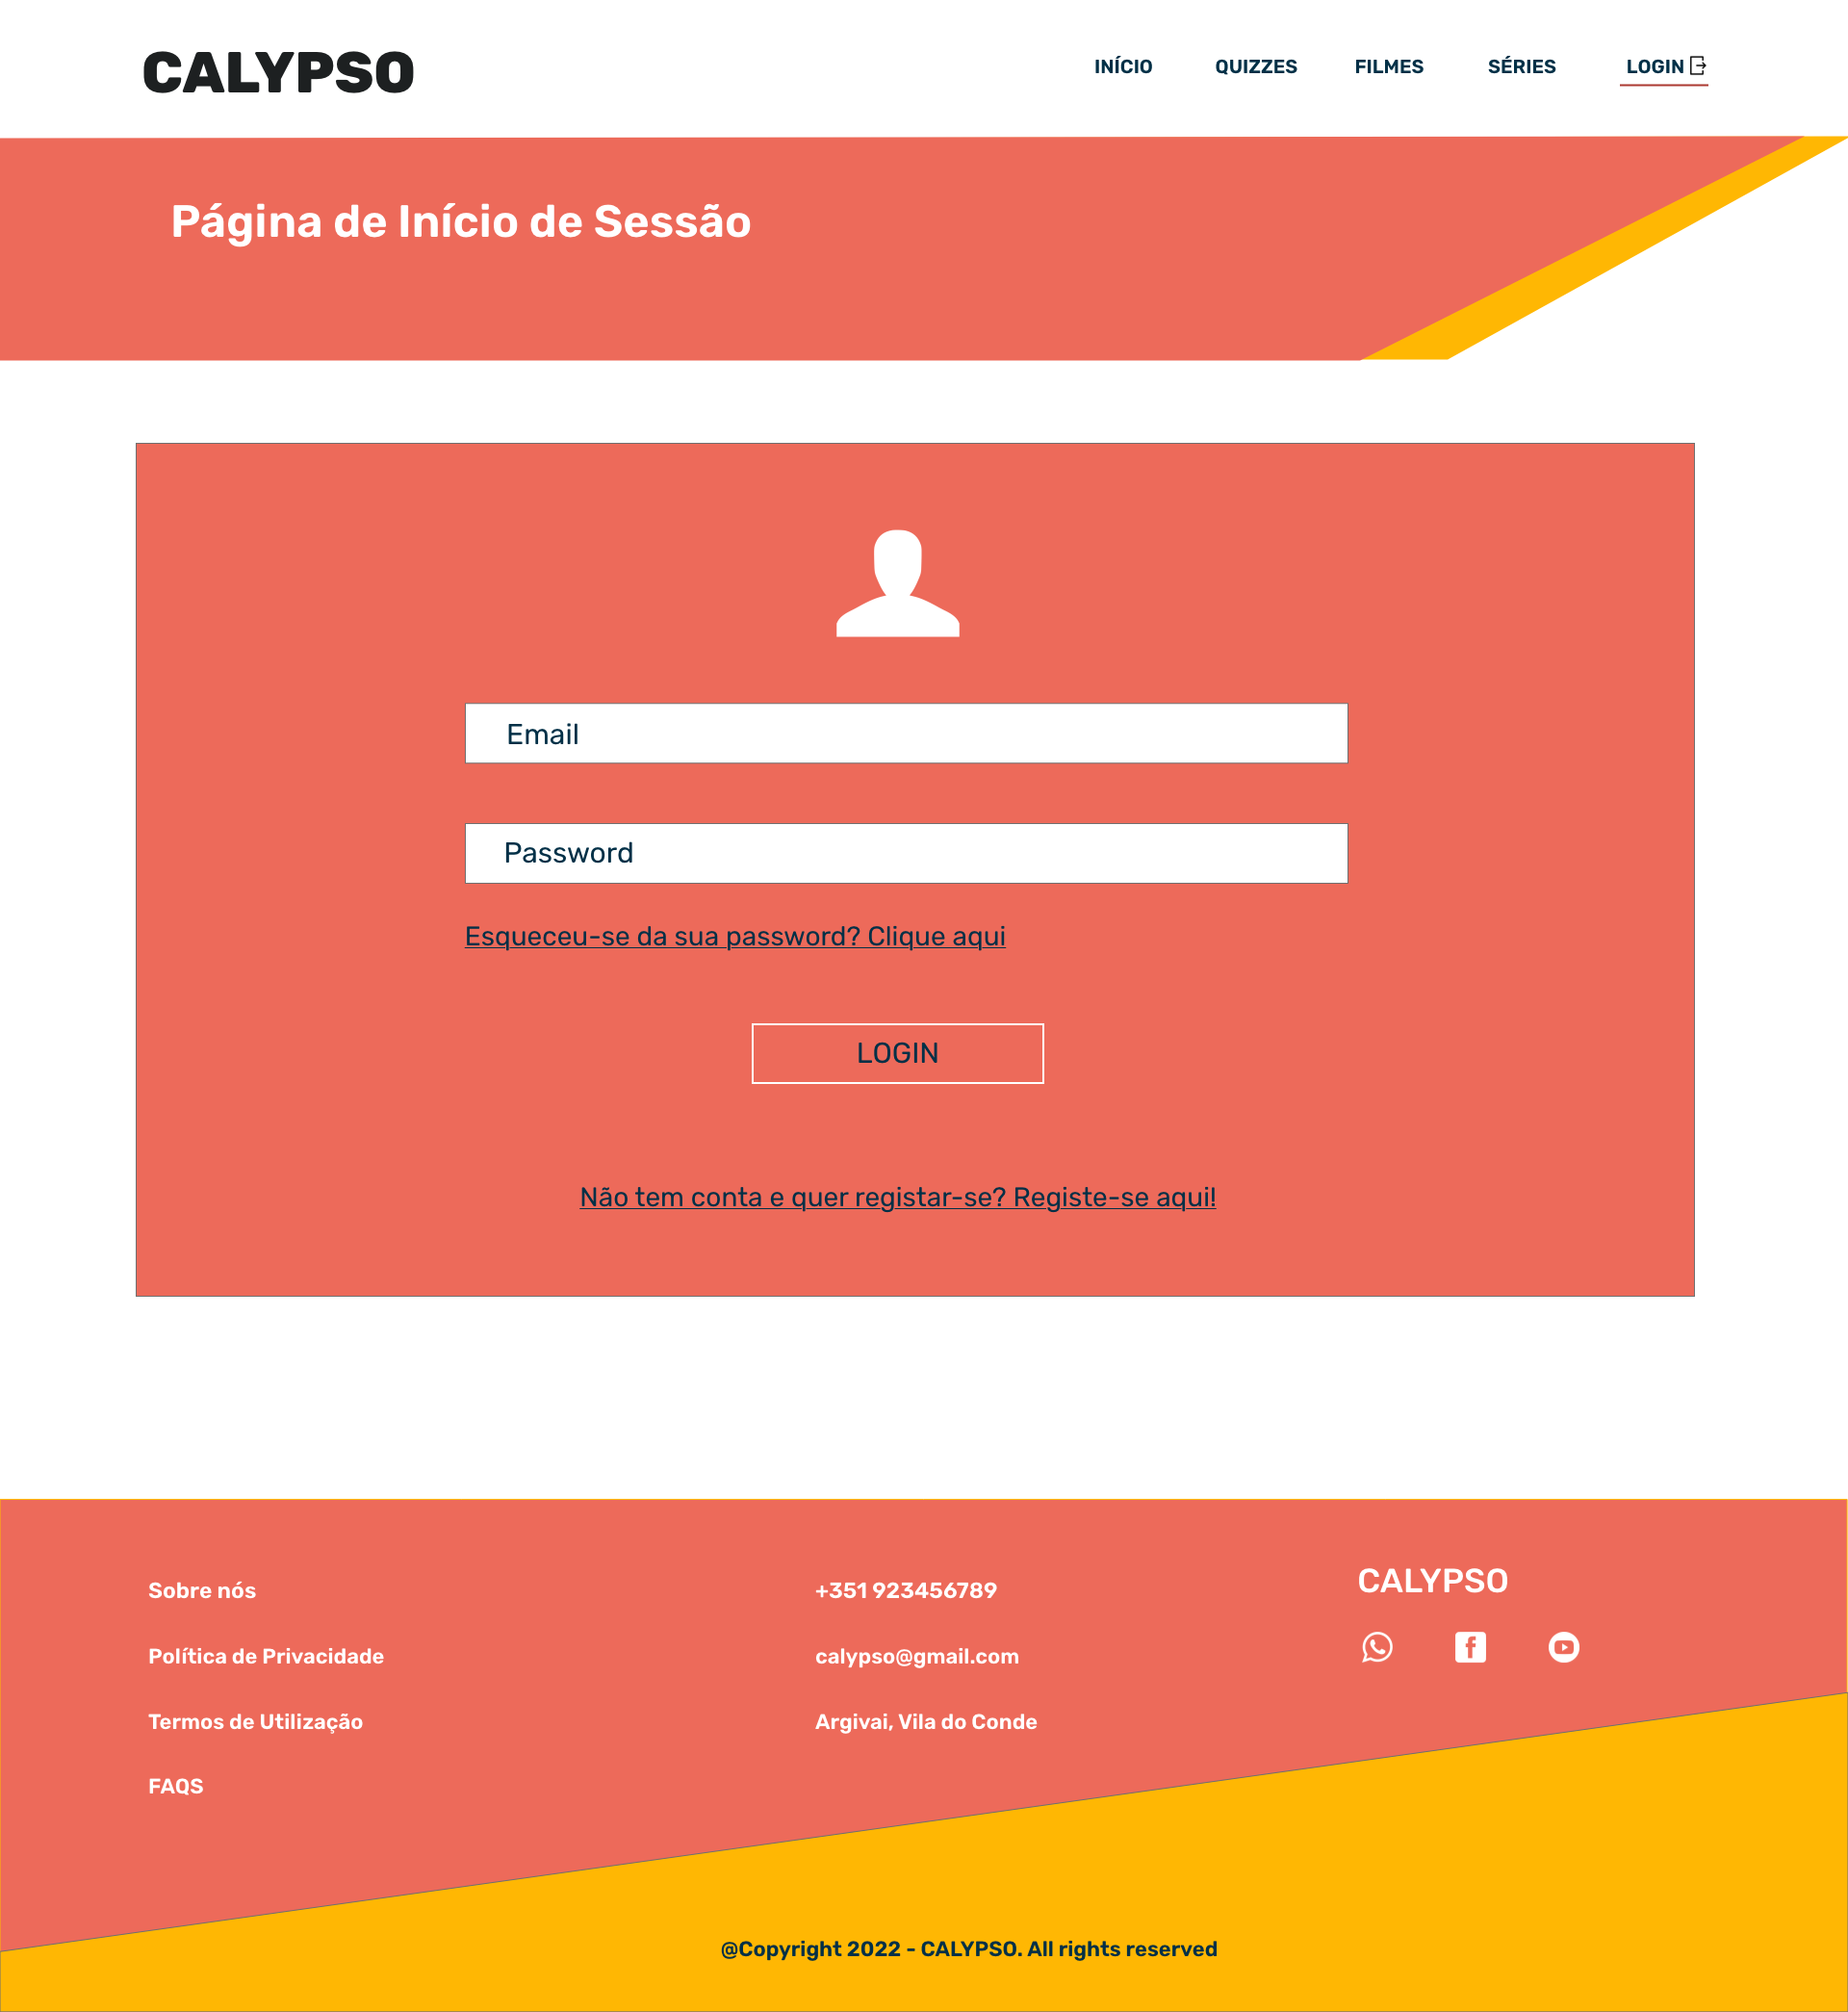 CALYPSO
INÍCIO
QUIZZES
FILMES
SÉRIES
LOGIN
Página de Início de Sessão
Email
Password
Esqueceu-se da sua password? Clique aqui
LOGIN
Não tem conta e quer registar-se? Registe-se aqui!
Sobre nós
Política de Privacidade
Termos de Utilização
FAQS
+351 923456789
calypso@gmail.com
Argivai, Vila do Conde
CALYPSO
@Copyright 2022 - CALYPSO. All rights reserved